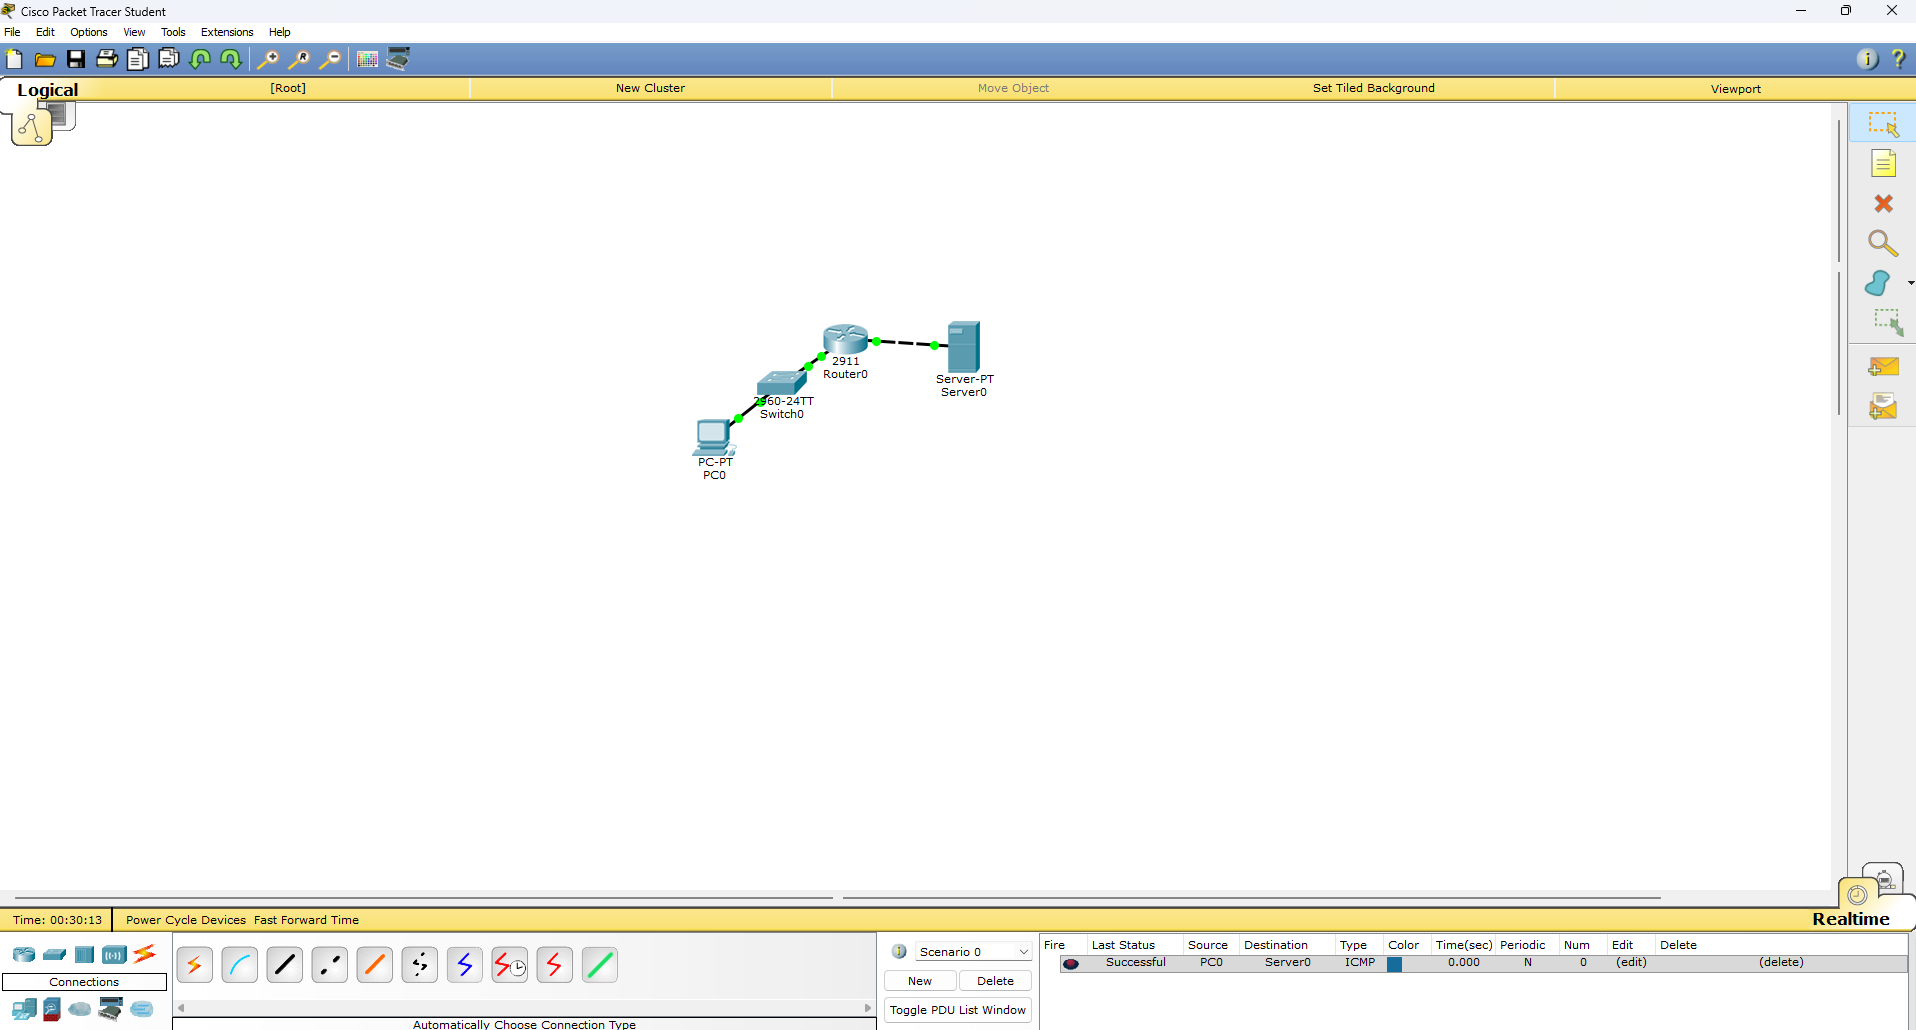 Cisco Packet Tracer Student
File Edit Options View Tools Extensions Help
Logical [Root] New Cluster Move Object Set Tiled Background Viewport
2911
Router0
Server-PT
Server0
2960-24TT
Switch0
PC-PT
PC0
Time: 00:30:13 Power Cycle Devices Fast Forward Time
Realtime
Connections
Automatically Choose Connection Type
Scenario 0
New Delete
Toggle PDU List Window
Fire Last Status Source Destination Type Color Time(sec) Periodic Num Edit Delete
Successful PC0 Server0 ICMP 0.000 N 0 (edit) (delete)